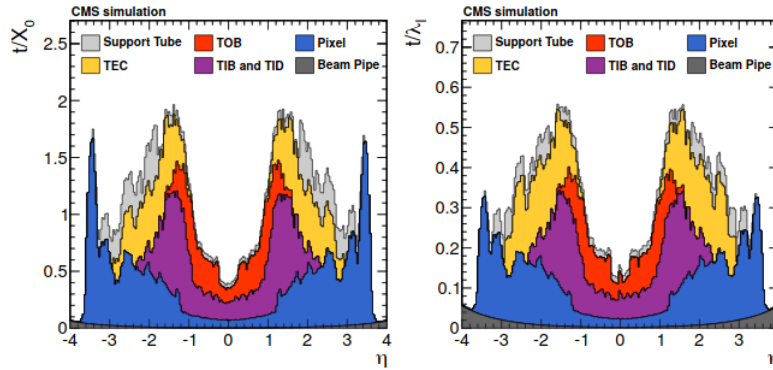 CMS simulation
t/X0
Support Tube TOB Pixel
TEC TIB and TID Beam Pipe
2.5
2
1.5
1
0.5
0
-4 -3 -2 -1 0 1 2 3 4
η
CMS simulation
t/λI
Support Tube TOB Pixel
TEC TIB and TID Beam Pipe
0.7
0.6
0.5
0.4
0.3
0.2
0.1
0
-4 -3 -2 -1 0 1 2 3